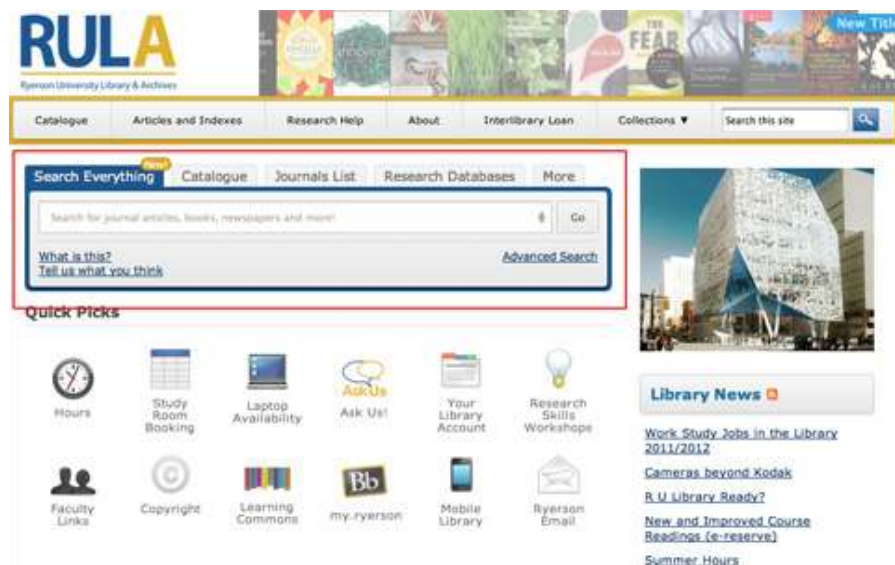 RULA
Ryerson University Library & Archives
THE
FEAR
New Title
Catalogue Articles and Indexes Research Help About Interlibrary Loan Collections ▼ Search this site
New!
Search Everything Catalogue Journals List Research Databases More
Search for journal articles, books, newspapers and more! Go
What is this? Advanced Search
Tell us what you think
Quick Picks
Hours
Study
Room
Booking
Laptop
Availability
AskUs
Ask Us!
Your
Library
Account
Research
Skills
Workshops
Faculty
Links
Copyright
Learning
Commons
Bb
my.ryerson
Mobile
Library
Ryerson
Email
Library News
Work Study Jobs in the Library
2011/2012
Cameras beyond Kodak
R U Library Ready?
New and Improved Course
Readings (e-reserve)
Summer Hours